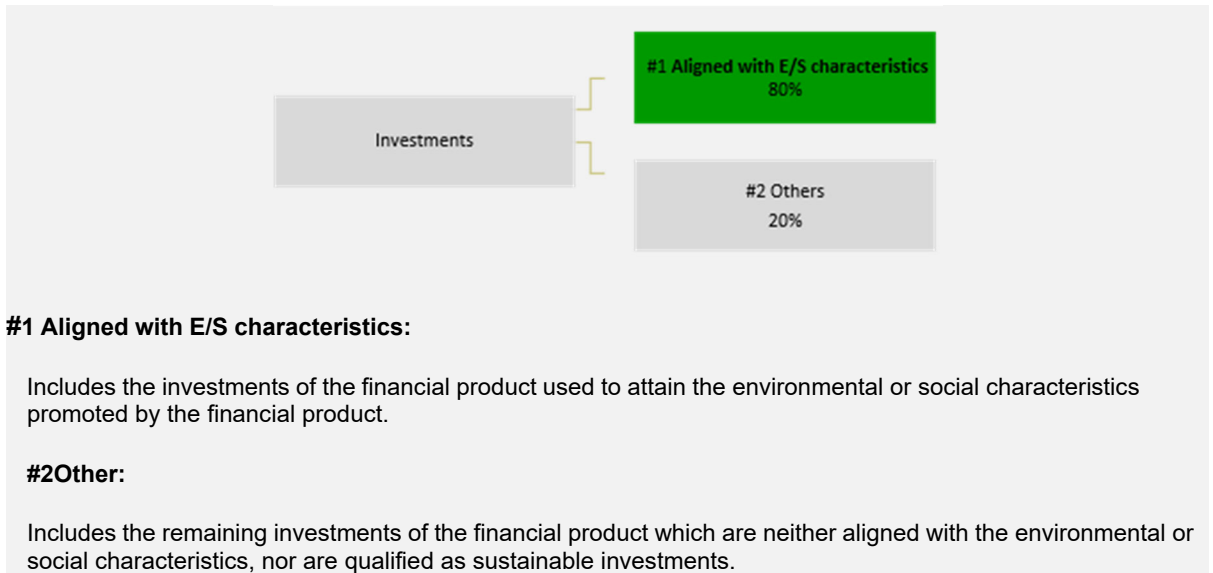 #1 Aligned with E/S characteristics
80%
Investments
#2 Others
20%
#1 Aligned with E/S characteristics:
Includes the investments of the financial product used to attain the environmental or social characteristics
promoted by the financial product.
#2Other:
Includes the remaining investments of the financial product which are neither aligned with the environmental or
social characteristics, nor are qualified as sustainable investments.